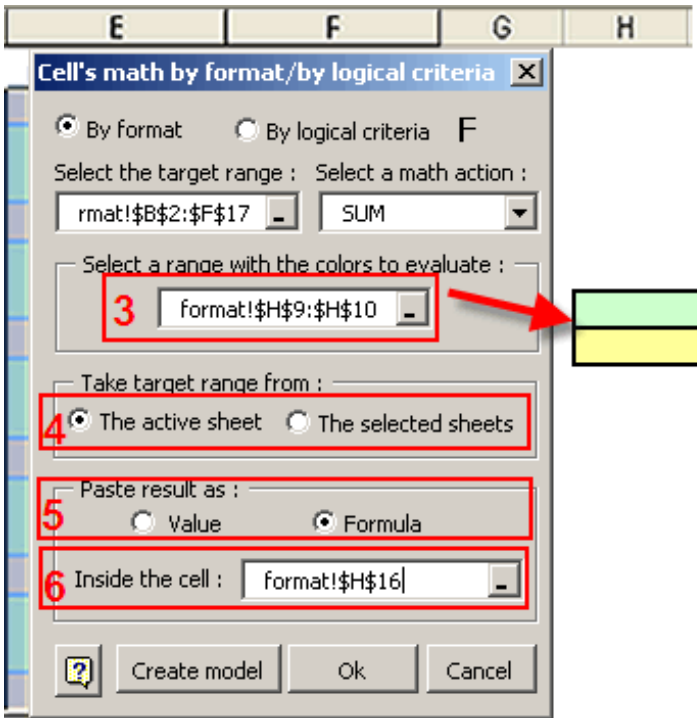 E F G H
Cell's math by format/by logical criteria
By format By logical criteria F
Select the target range : Select a math action :
rmat!$B$2:$F$17 SUM
Select a range with the colors to evaluate :
3 format!$H$9:$H$10
Take target range from :
4 The active sheet The selected sheets
Paste result as :
5 Value Formula
6 Inside the cell : format!$H$16
? Create model Ok Cancel